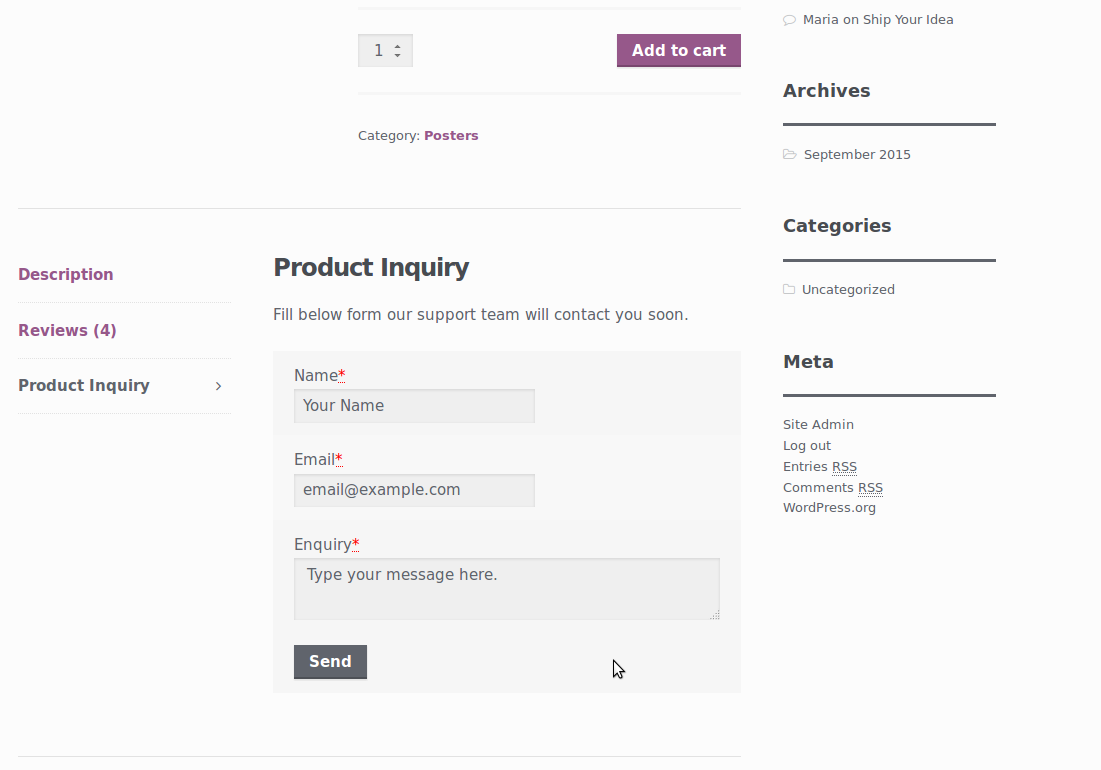 1
Add to cart
Category: Posters
Description
Reviews (4)
Product Inquiry
Product Inquiry
Fill below form our support team will contact you soon.
Name*
Your Name
Email*
email@example.com
Enquiry*
Type your message here.
Send
Maria on Ship Your Idea
Archives
September 2015
Categories
Uncategorized
Meta
Site Admin
Log out
Entries RSS
Comments RSS
WordPress.org